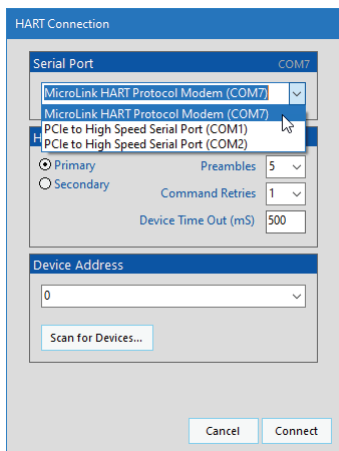 HART Connection
Serial Port COM7
MicroLink HART Protocol Modem (COM7)
MicroLink HART Protocol Modem (COM7)
PCIe to High Speed Serial Port (COM1)
PCIe to High Speed Serial Port (COM2)
H
Primary Preambles 5
Secondary
Command Retries 1
Device Time Out (mS) 500
Device Address
0
Scan for Devices...
Cancel Connect